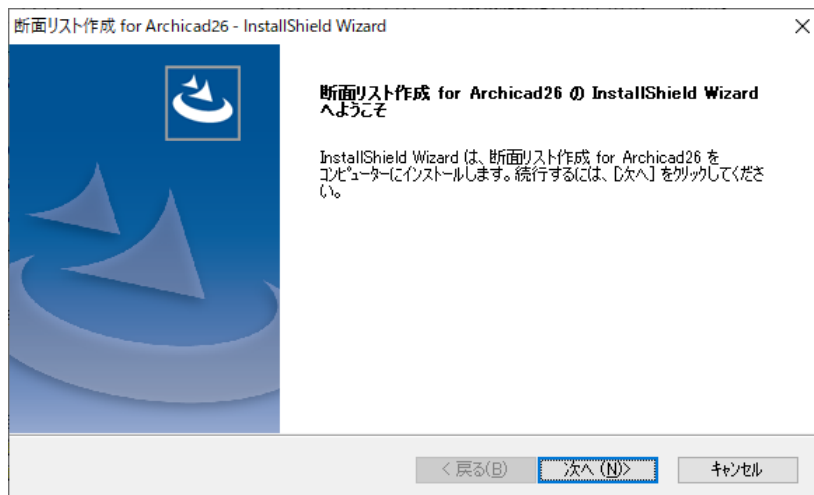 断面リスト作成 for Archicad26 - InstallShield Wizard
断面リスト作成 for Archicad26 の InstallShield Wizard
へようこそ
InstallShield Wizard は、断面リスト作成 for Archicad26 を
コンピューターにインストールします。続行するには、[次へ] をクリックしてくださ
い。
< 戻る(B)
次へ (N)>
キャンセル